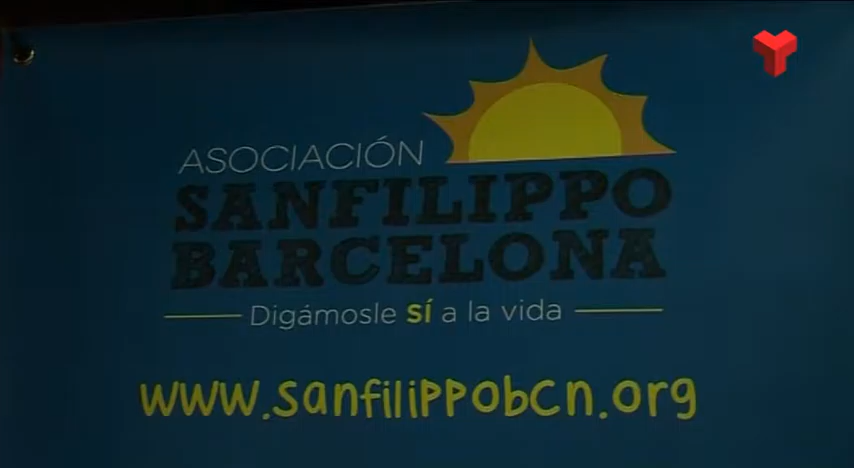 ASOCIACIÓN
SANFILIPPO
BARCELONA
Digámosle sí a la vida
www.sanfilippobcn.org